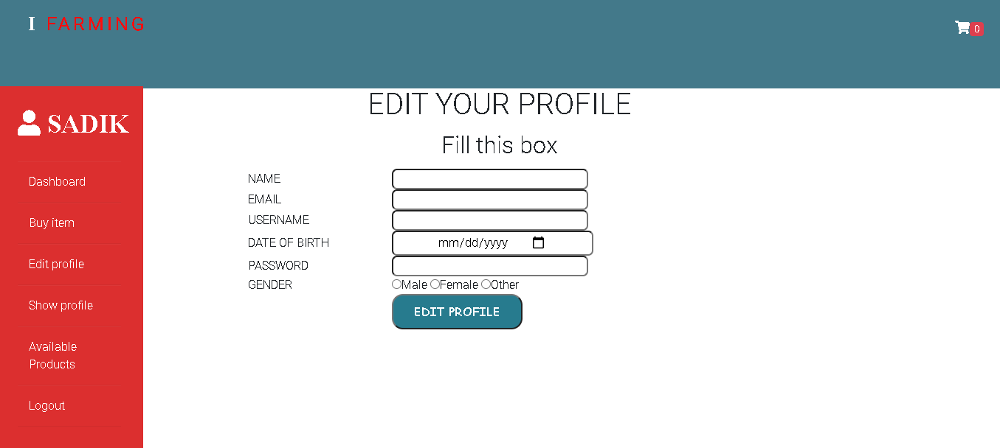 I FARMING
0
SADIK
Dashboard
Buy item
Edit profile
Show profile
Available
Products
Logout
EDIT YOUR PROFILE
Fill this box
NAME
EMAIL
USERNAME
DATE OF BIRTH mm/dd/yyyy
PASSWORD
GENDER Male Female Other
EDIT PROFILE